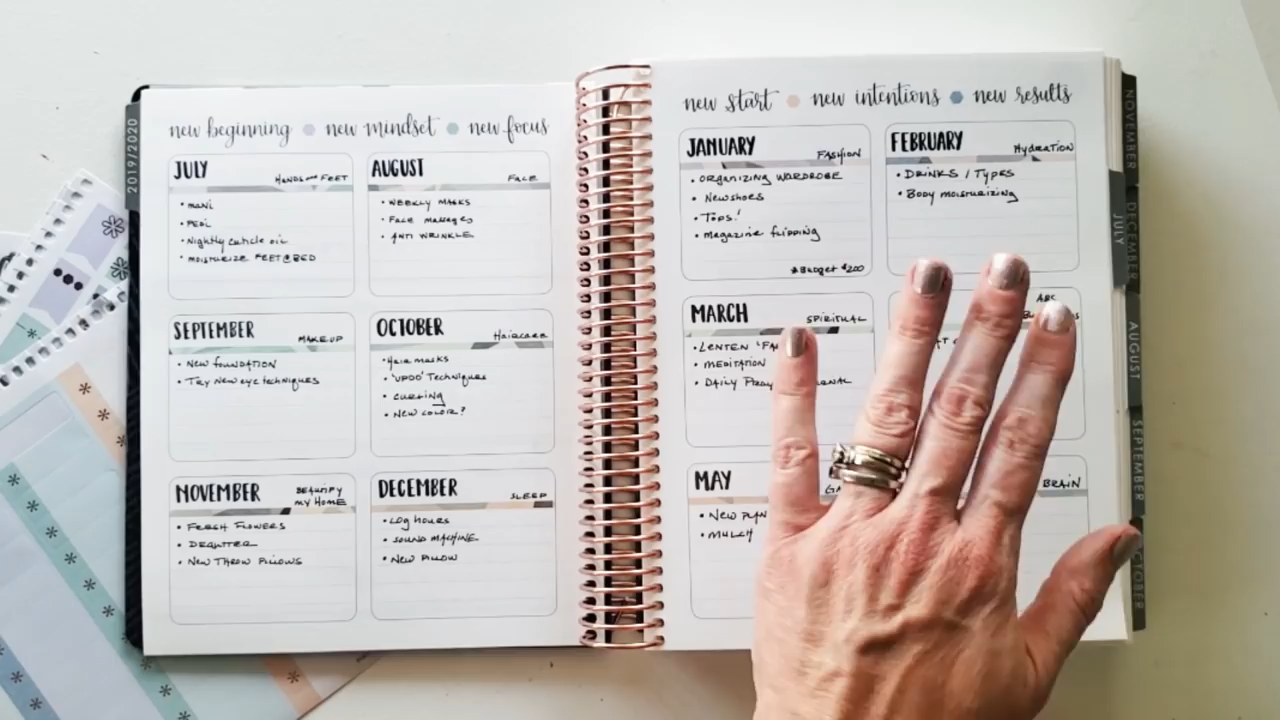 2019/2020
new beginning new mindset new focus
JULY
HANDS and FEET
• mani
• PEDI
• Nightly cuticle oil
• moisturize FEET@BED
AUGUST
FACE
• WEEKLY MASKS
• FACE massages
• ANTI WRINKLE
SEPTEMBER
MAKEUP
• New foundation
• Try New eye techniques
OCTOBER
Haircare
• Hair masks
• 'UPDO' Techniques
• curling
• New color?
NOVEMBER
BEAUTIFY
my HOME
• FRESH FLOWERS
• DECLUTTER
• New Throw Pillows
DECEMBER
SLEEP
• Log hours
• SOUND MACHINE
• New Pillow
new start new intentions new results
JANUARY
FASHION
• ORGANIZING WARDROBE
• New shoes
• Tops!
• magazine flipping
* Budget $200
FEBRUARY
Hydration
• DRINKS / TYPES
• Body moisturizing
MARCH
SPIRITUAL
• LENTEN
• MEDITATION
• DAILY
ABS
MAY
• New
• MULCH
BRAIN
NOVEMBER
DECEMBER
JULY
AUGUST
SEPTEMBER
OCTOBER